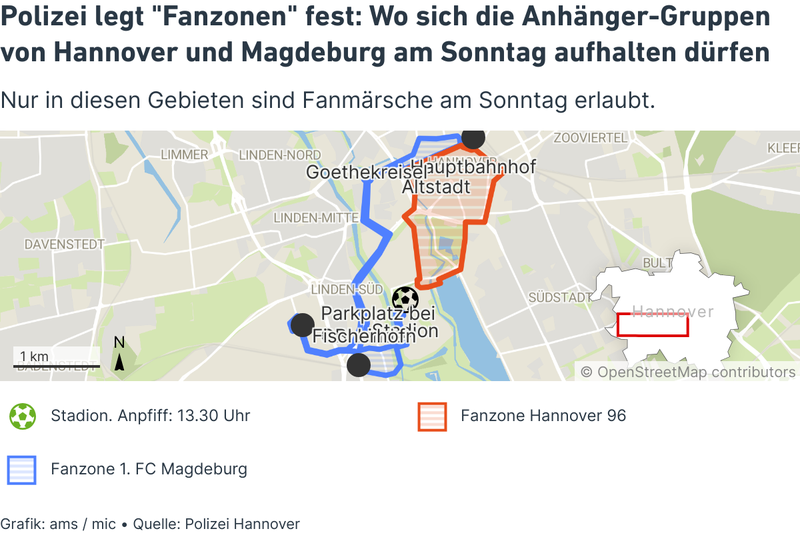 Polizei legt "Fanzonen" fest: Wo sich die Anhänger-Gruppen
von Hannover und Magdeburg am Sonntag aufhalten dürfen
Nur in diesen Gebieten sind Fanmärsche am Sonntag erlaubt.
ZOOVIERTEL
LIMMER
LINDEN-NORD
KLEEF
Goethekreisel
Hauptbahnhof
Altstadt
LINDEN-MITTE
DAVENSTEDT
BULT
LINDEN-SÜD
SÜDSTADT
Hannover
Parkplatz bei
Stadion
Fischerhof
N
1 km
BADENSTEDT
© OpenStreetMap contributors
Stadion. Anpfiff: 13.30 Uhr
Fanzone Hannover 96
Fanzone 1. FC Magdeburg
Grafik: ams / mic • Quelle: Polizei Hannover